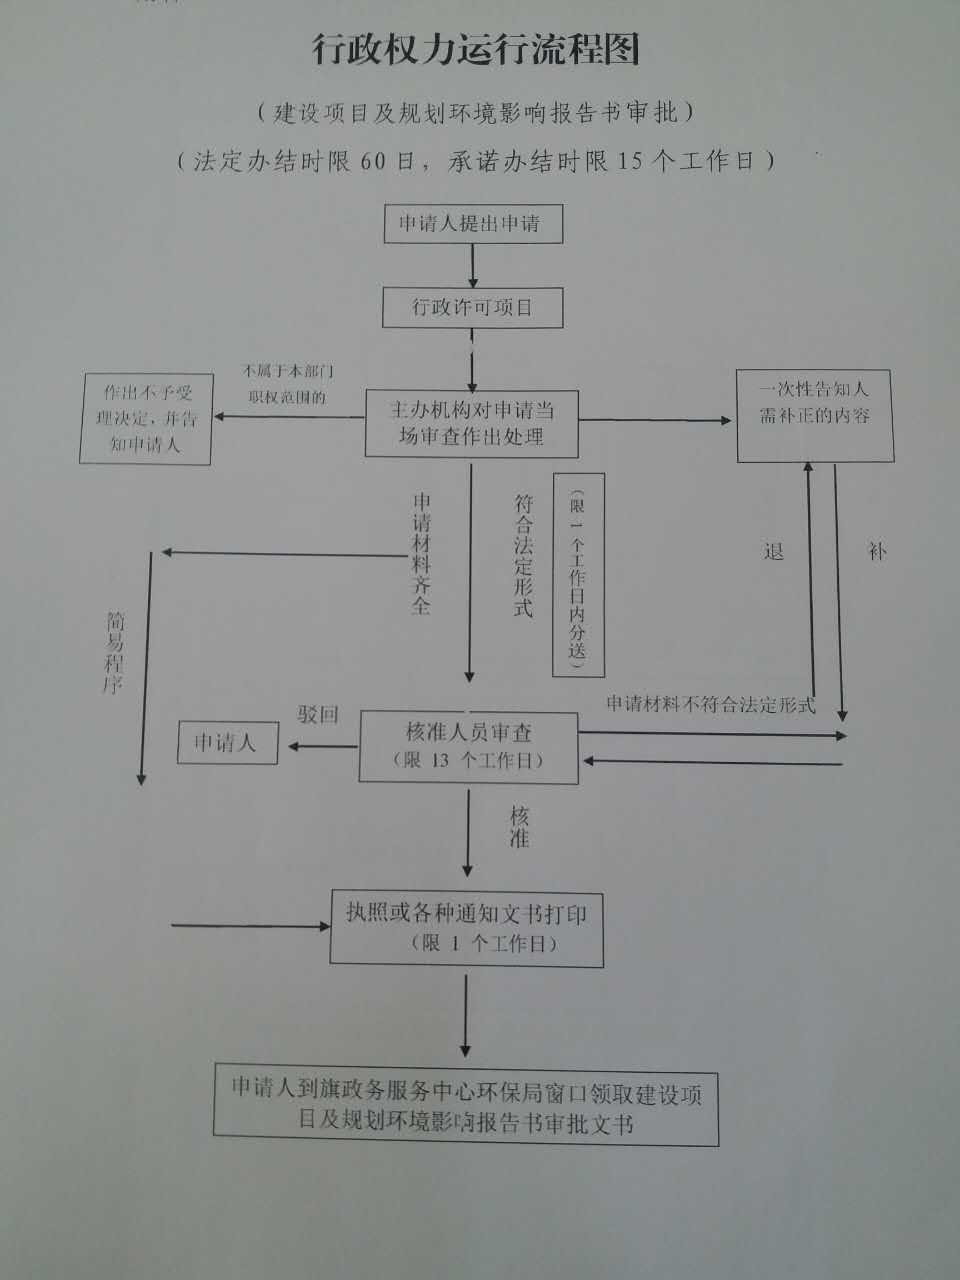 行政权力运行流程图
（建设项目及规划环境影响报告书审批）
（法定办结时限 60 日，承诺办结时限 15 个工作日）
申请人提出申请
行政许可项目
不属于本部门
职权范围的
作出不予受
理决定，并告
知申请人
主办机构对申请当
场审查作出处理
一次性告知人
需补正的内容
申请材料齐全
符合法定形式
（限 1 个工作日内分送）
退
补
简易程序
申请材料不符合法定形式
驳回
申请人
核准人员审查
（限 13 个工作日）
核准
执照或各种通知文书打印
（限 1 个工作日）
申请人到旗政务服务中心环保局窗口领取建设项
目及规划环境影响报告书审批文书